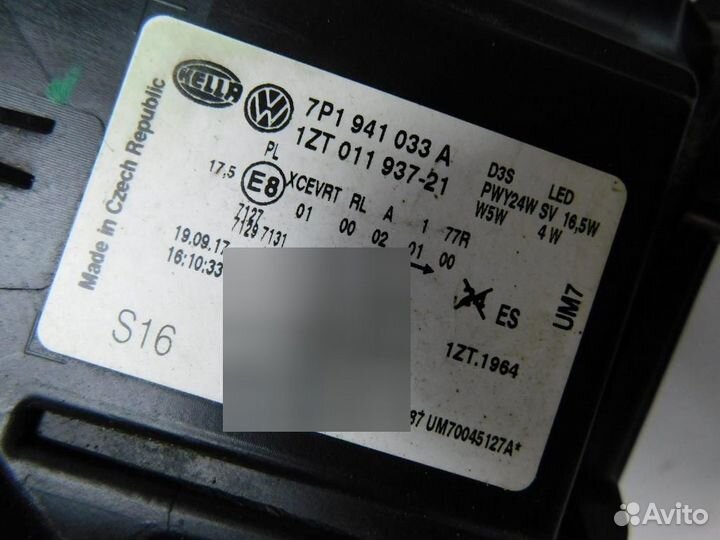 HELLA
7P1 941 033 A
1ZT 011 937-21
PL
17,5 E8 XCEVRT RL A 1 77R
D3S LED
PWY24W SV 16,5W
W5W 4W
7127 01 00 02 01 00
7129 7131
19.09.17
16:10:33
Made in Czech Republic
S16
24 ES
UM7
1ZT.1964
87 UM70045127A*
Avito